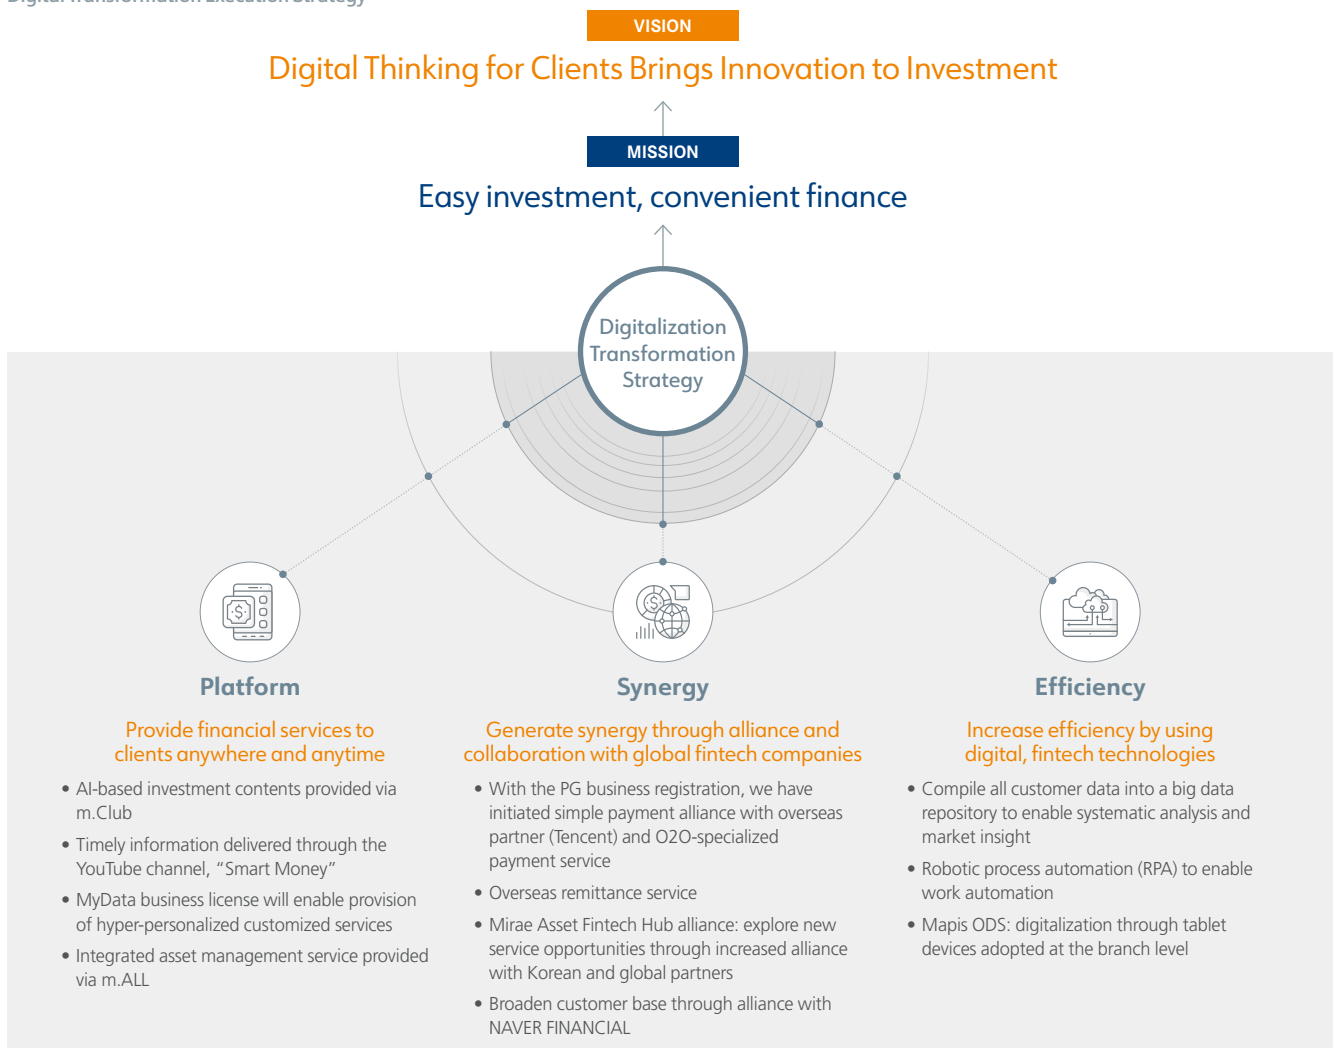 Digital Transformation Execution Strategy
VISION
Digital Thinking for Clients Brings Innovation to Investment
MISSION
Easy investment, convenient finance
Digitalization
Transformation
Strategy
Platform
Provide financial services to
clients anywhere and anytime
• AI-based investment contents provided via
m.Club
• Timely information delivered through the
YouTube channel, “Smart Money”
• MyData business license will enable provision
of hyper-personalized customized services
• Integrated asset management service provided
via m.ALL
Synergy
Generate synergy through alliance and
collaboration with global fintech companies
• With the PG business registration, we have
initiated simple payment alliance with overseas
partner (Tencent) and O2O-specialized
payment service
• Overseas remittance service
• Mirae Asset Fintech Hub alliance: explore new
service opportunities through increased alliance
with Korean and global partners
• Broaden customer base through alliance with
NAVER FINANCIAL
Efficiency
Increase efficiency by using
digital, fintech technologies
• Compile all customer data into a big data
repository to enable systematic analysis and
market insight
• Robotic process automation (RPA) to enable
work automation
• Mapis ODS: digitalization through tablet
devices adopted at the branch level